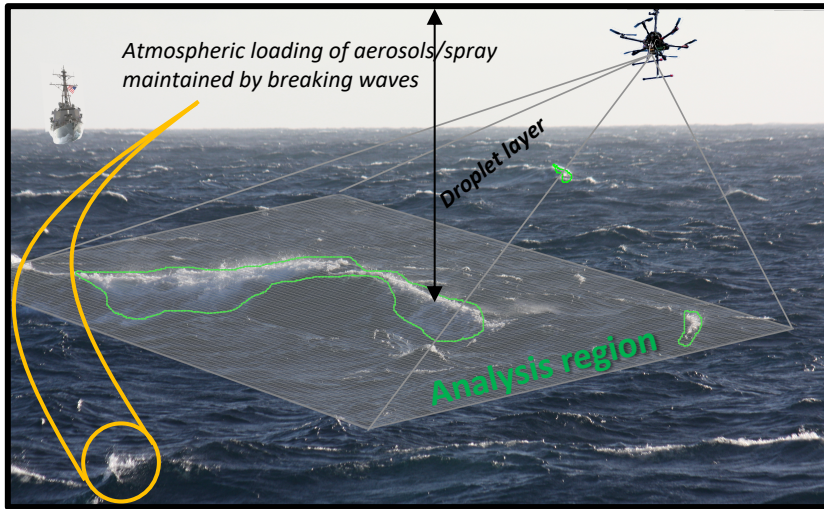 Atmospheric loading of aerosols/spray
maintained by breaking waves
Droplet layer
Analysis region